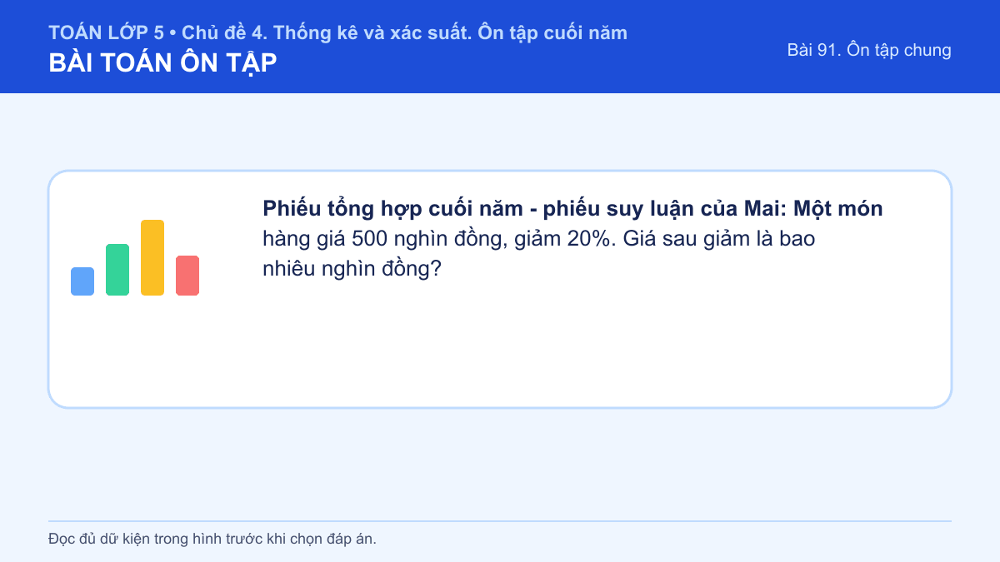 TOÁN LỚP 5 • Chủ đề 4. Thống kê và xác suất. Ôn tập cuối năm
BÀI TOÁN ÔN TẬP
Bài 91. Ôn tập chung
Phiếu tổng hợp cuối năm - phiếu suy luận của Mai: Một món
hàng giá 500 nghìn đồng, giảm 20%. Giá sau giảm là bao
nhiêu nghìn đồng?
Đọc đủ dữ kiện trong hình trước khi chọn đáp án.